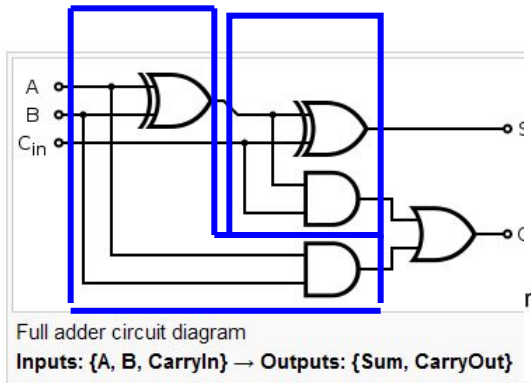 A
B
Cin
S
Full adder circuit diagram
Inputs: {A, B, CarryIn} → Outputs: {Sum, CarryOut}